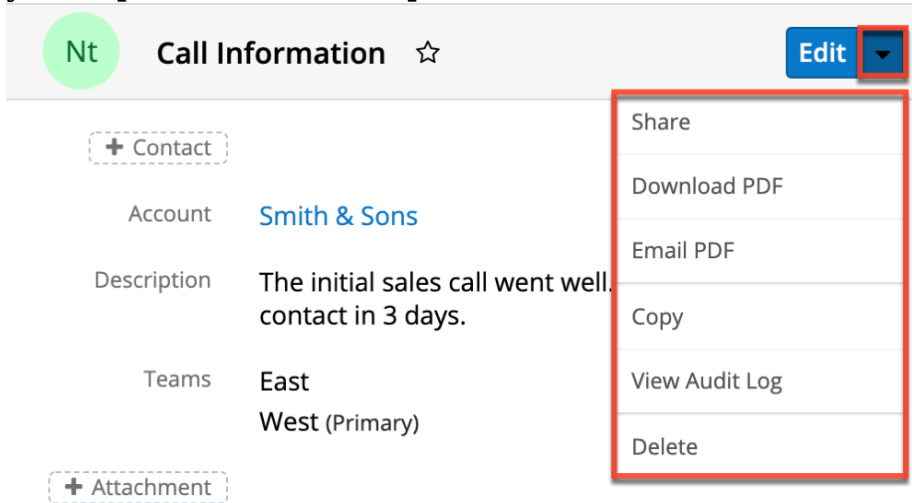 Nt Call Information Edit
Share
+ Contact
Download PDF
Account Smith & Sons
Email PDF
Description The initial sales call went well.
contact in 3 days.
Copy
Teams East
View Audit Log
West (Primary)
Delete
+ Attachment